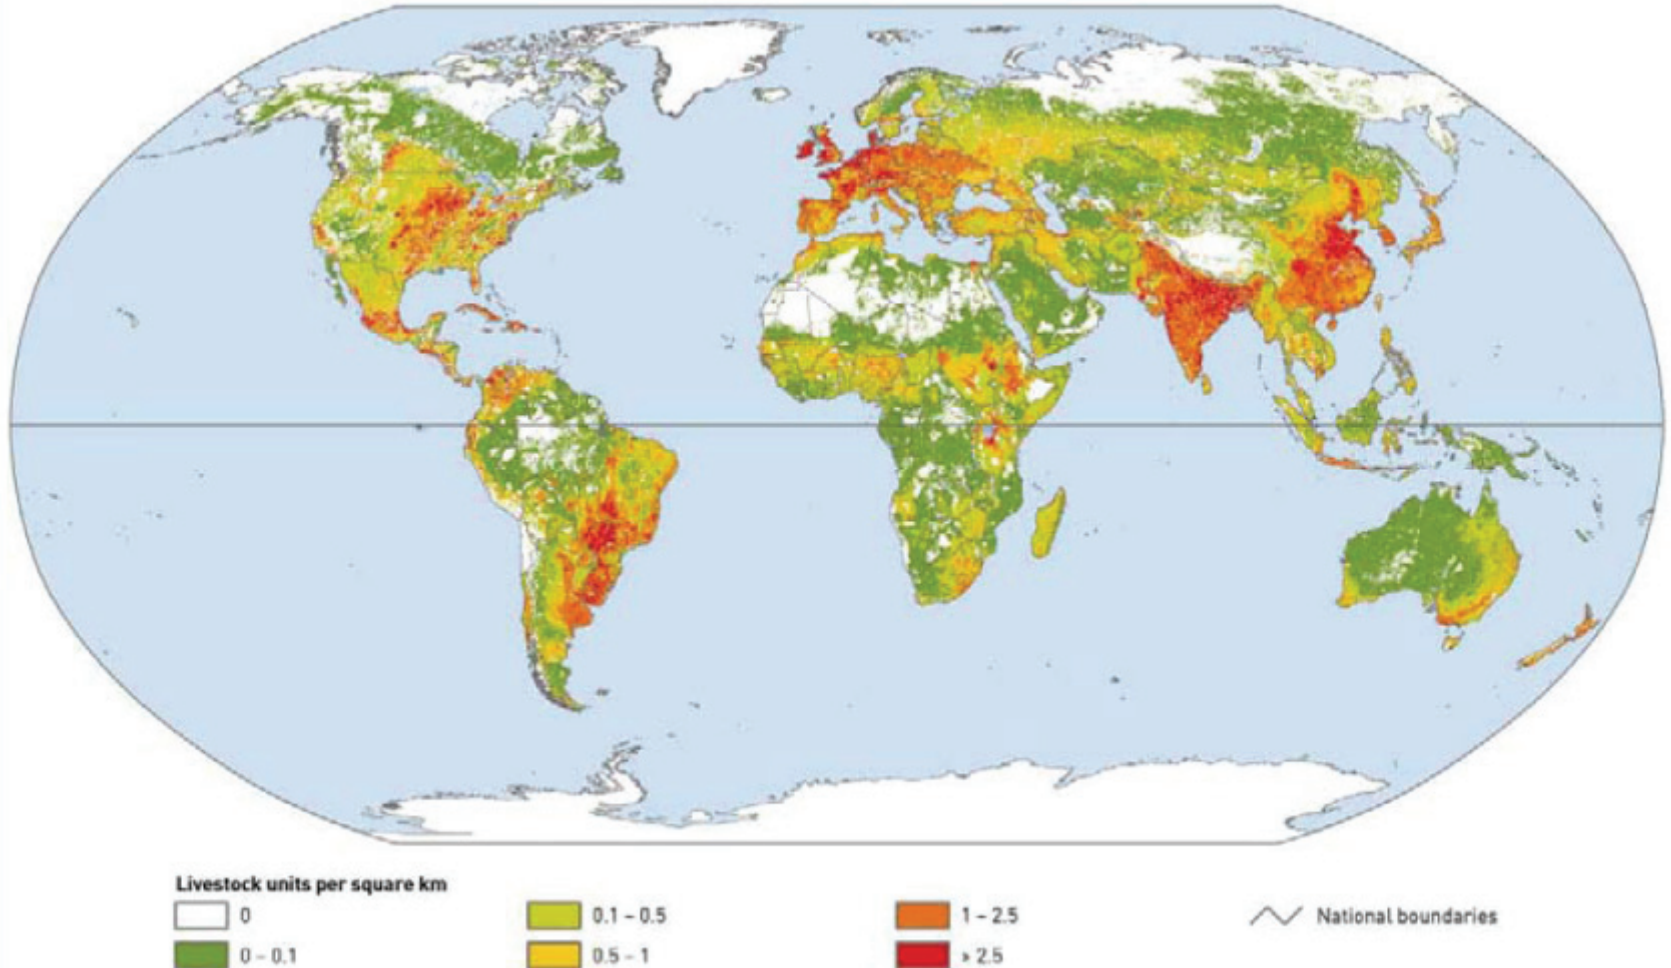 Livestock units per square km
0
0 – 0.1
0.1 – 0.5
0.5 – 1
1 – 2.5
> 2.5
National boundaries